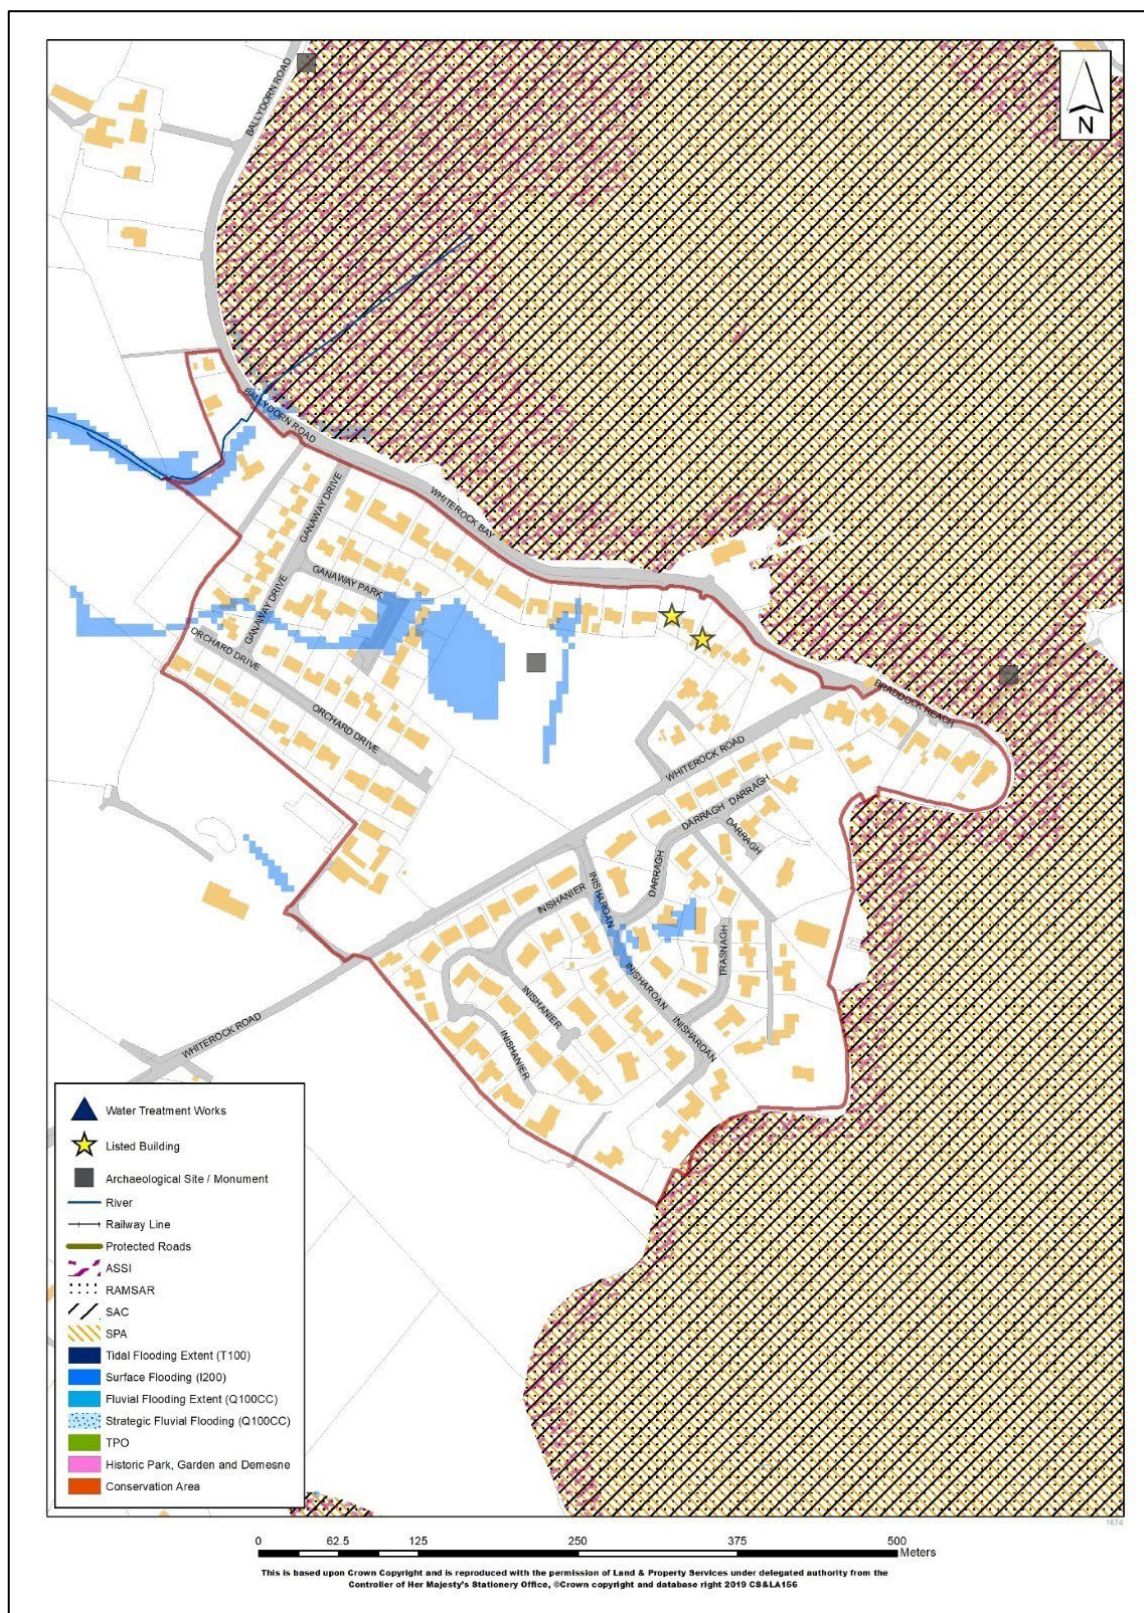 N
BALLYDORN ROAD
BALLYDORN ROAD
GANAWAY DRIVE
WHITEROCK BAY
GANAWAY PARK
GANAWAY DRIVE
ORCHARD DRIVE
ORCHARD DRIVE
BRADDOCK REACH
WHITEROCK ROAD
DARRAGH
DARRAGH
DARRAGH
DARRAGH
INISHANIER
INISHAROAN
TRASNAGH
INISHAROAN
INISHANIER
INISHAROAN
INISHANIER
WHITEROCK ROAD
Water Treatment Works
Listed Building
Archaeological Site / Monument
River
Railway Line
Protected Roads
ASSI
RAMSAR
SAC
SPA
Tidal Flooding Extent (T100)
Surface Flooding (I200)
Fluvial Flooding Extent (Q100CC)
Strategic Fluvial Flooding (Q100CC)
TPO
Historic Park, Garden and Demesne
Conservation Area
1674
0 62.5 125 250 375 500
Meters
This is based upon Crown Copyright and is reproduced with the permission of Land & Property Services under delegated authority from the
Controller of Her Majesty's Stationery Office, ©Crown copyright and database right 2019 CS&LA156